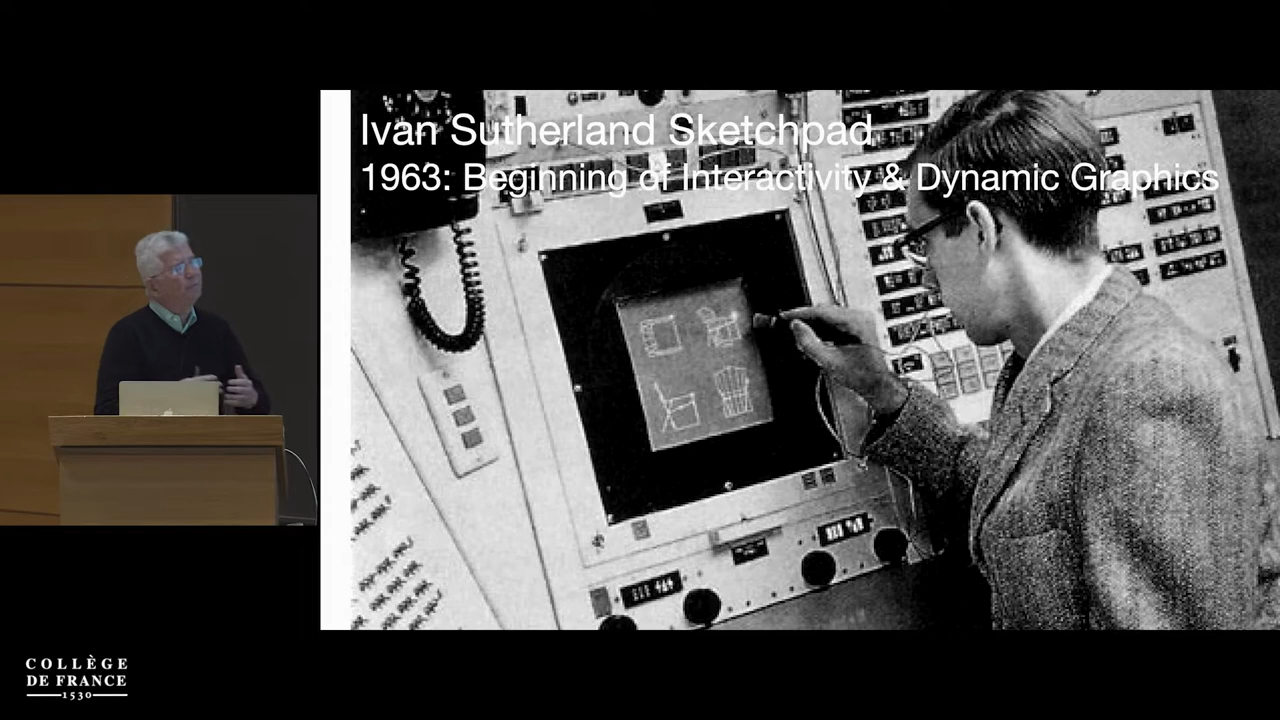 Ivan Sutherland Sketchpad
1963: Beginning of Interactivity & Dynamic Graphics
COLLÈGE
DE FRANCE
1530